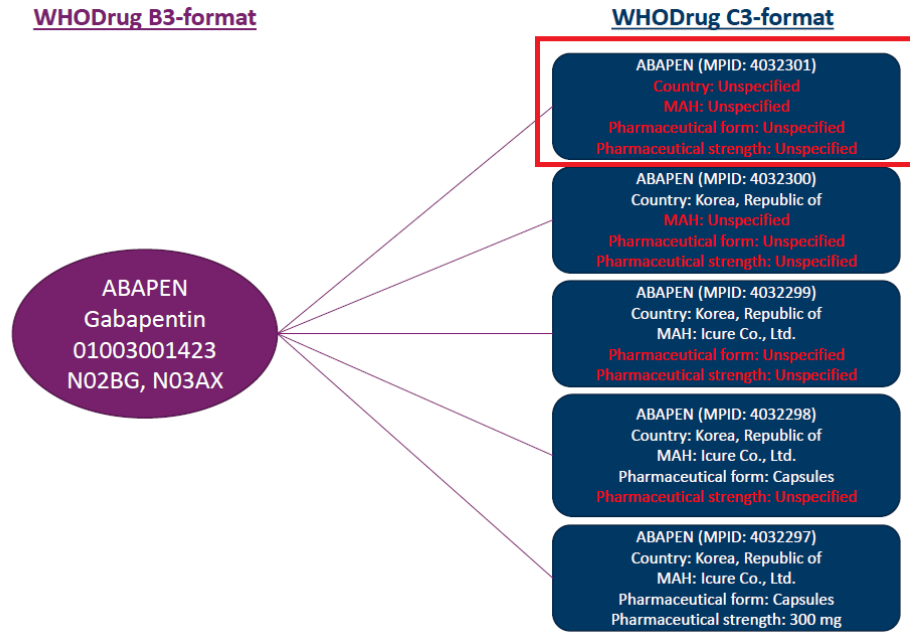 WHODrug B3-format
WHODrug C3-format
ABAPEN
Gabapentin
01003001423
N02BG, N03AX
ABAPEN (MPID: 4032301)
Country: Unspecified
MAH: Unspecified
Pharmaceutical form: Unspecified
Pharmaceutical strength: Unspecified
ABAPEN (MPID: 4032300)
Country: Korea, Republic of
MAH: Unspecified
Pharmaceutical form: Unspecified
Pharmaceutical strength: Unspecified
ABAPEN (MPID: 4032299)
Country: Korea, Republic of
MAH: Icure Co., Ltd.
Pharmaceutical form: Unspecified
Pharmaceutical strength: Unspecified
ABAPEN (MPID: 4032298)
Country: Korea, Republic of
MAH: Icure Co., Ltd.
Pharmaceutical form: Capsules
Pharmaceutical strength: Unspecified
ABAPEN (MPID: 4032297)
Country: Korea, Republic of
MAH: Icure Co., Ltd.
Pharmaceutical form: Capsules
Pharmaceutical strength: 300 mg